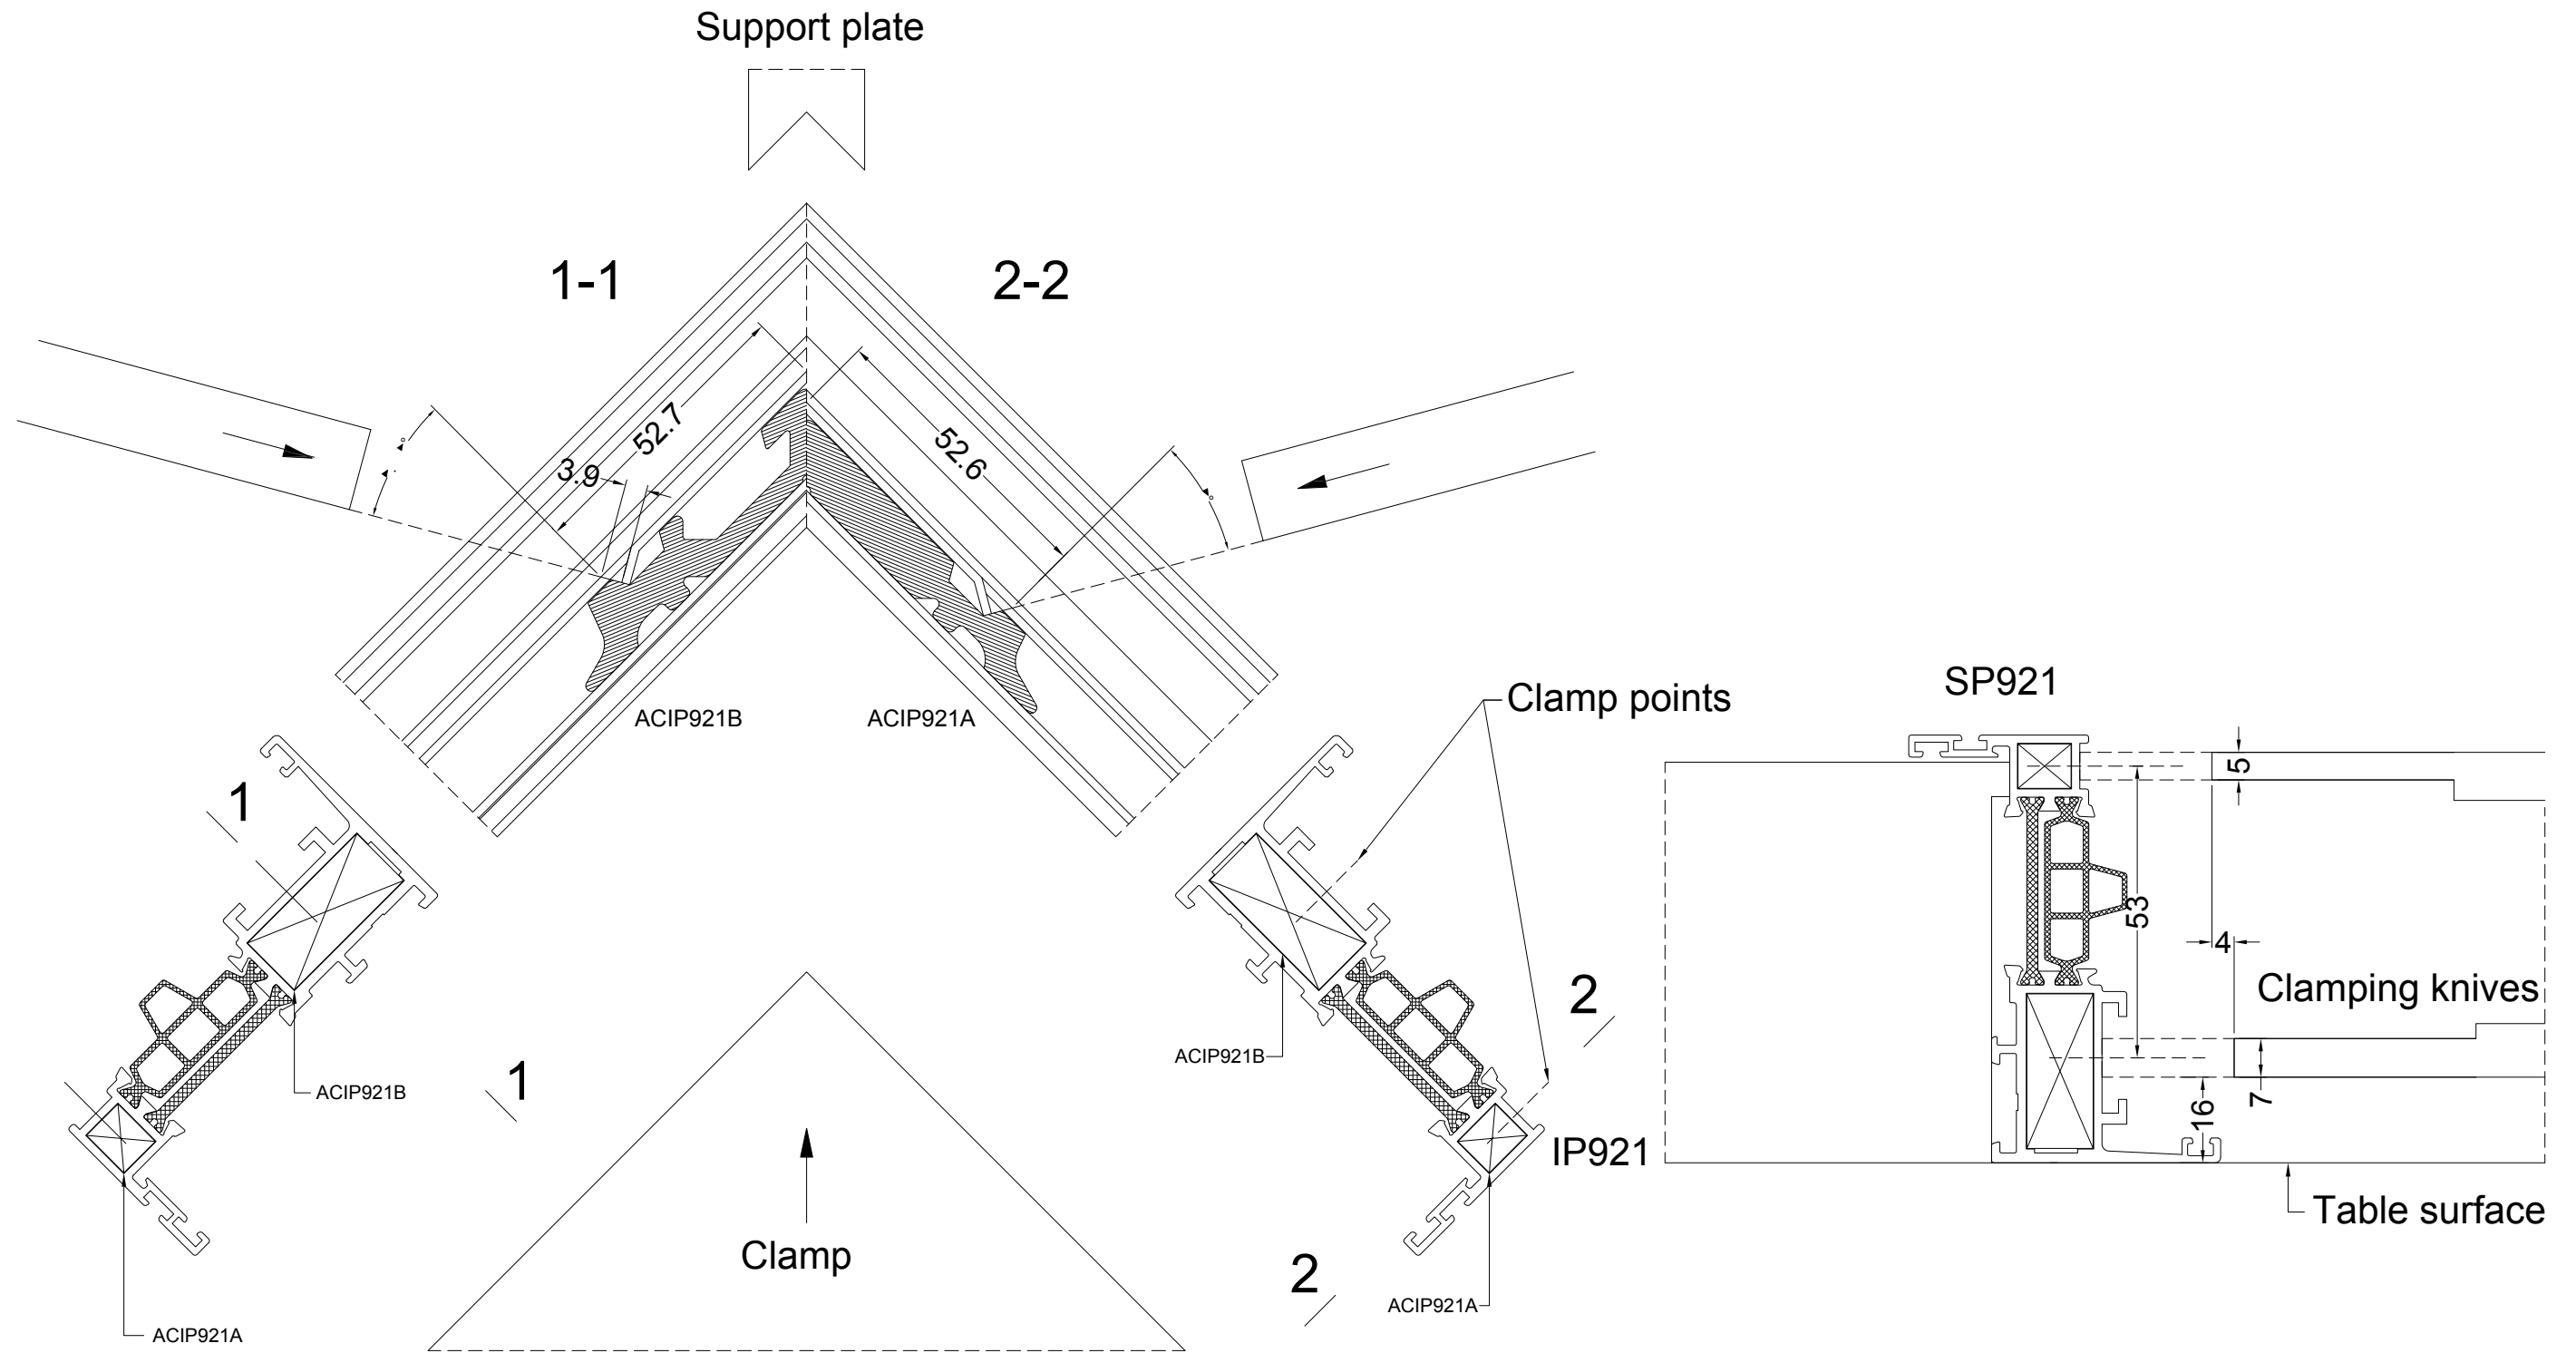 Support plate
1-1
2-2
52.7
52.6
3.9
ACIP921B
ACIP921A
Clamp points
SP921
5
53
4
Clamping knives
7
16
Table surface
1
1
ACIP921B
ACIP921A
2
2
ACIP921B
IP921
ACIP921A
Clamp